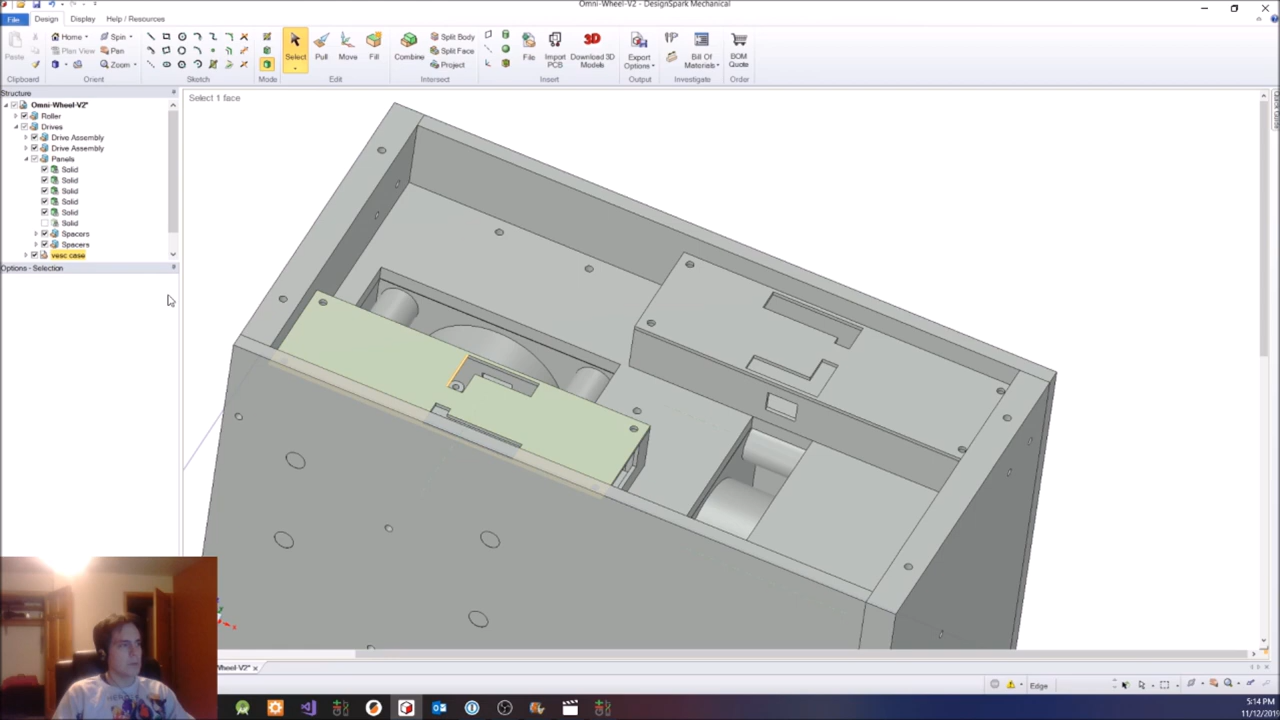 Omni-Wheel-V2* - DesignSpark Mechanical
File Design Display Help / Resources
Home Spin
Plan View Pan
Paste Zoom
Select Pull Move Fill
Combine Split Body
Split Face
Project
File Import PCB Download 3D Models
Export Options Bill Of Materials BOM Quote
Clipboard Orient Sketch Mode Edit Intersect Insert Output Investigate Order
Structure
Select 1 face
Omni-Wheel-V2*
Roller
Drives
Drive Assembly
Drive Assembly
Panels
Solid
Solid
Solid
Solid
Solid
Solid
Spacers
Spacers
vesc case
Options - Selection
Wheel-V2*
Edge
5:14 PM